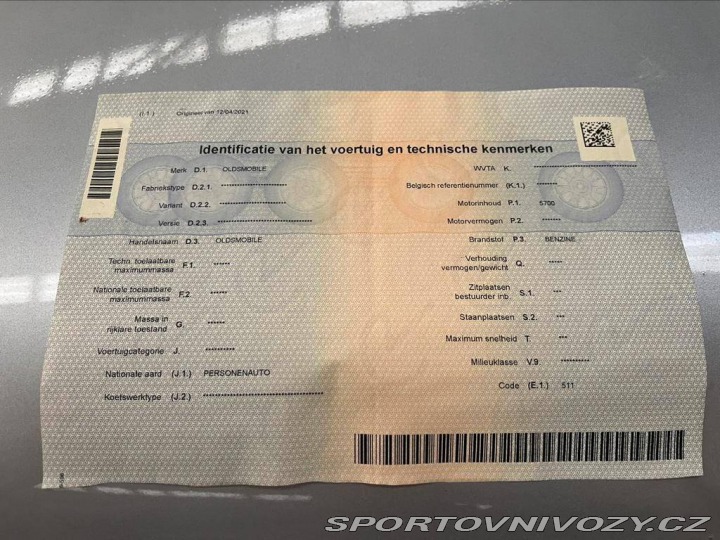 (I.1.) Origineel van 12/04/2021
Identificatie van het voertuig en technische kenmerken
Merk D.1. OLDSMOBILE
WVTA K. ********************
Fabriekstype D.2.1. *************
Belgisch referentienummer (K.1.) ******
Variant D.2.2. *************
Motorinhoud P.1. 5700
Versie D.2.3. ***********************
Motorvermogen P.2. ******
Handelsnaam D.3. OLDSMOBILE
Brandstof P.3. BENZINE
Techn. toelaatbare
maximummassa F.1. ******
Verhouding
vermogen/gewicht Q. *****
Nationale toelaatbare
maximummassa F.2. ******
Zitplaatsen
bestuurder inb. S.1. ***
Massa in
rijklare toestand G. ******
Staanplaatsen S.2. ***
Maximum snelheid T. ***
Voertuigcategorie J. **********
Milieuklasse V.9. **********
Nationale aard (J.1.) PERSONENAUTO
Code (E.1.) 511
Koetswerktype (J.2.) ******************************
SPORTOVNIVOZY.CZ